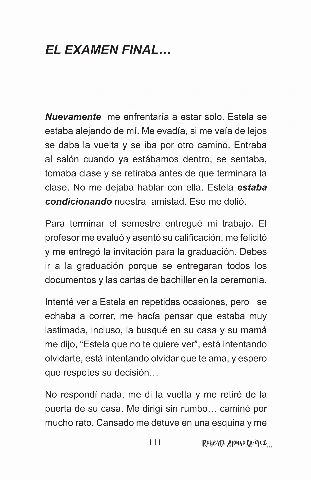 EL EXAMEN FINAL...
Nuevamente me enfrentaría a estar solo. Estela se
estaba alejando de mí. Me evadía, si me veía de lejos
se daba la vuelta y se iba por otro camino. Entraba
al salón cuando ya estábamos dentro, se sentaba,
tomaba clase y se retiraba antes de que terminara la
clase. No me dejaba hablar con ella. Estela estaba
condicionando nuestra amistad. Eso me dolió.
Para terminar el semestre entregué mi trabajo. El
profesor me evaluó y asentó su calificación, me felicitó
y me entregó la invitación para la graduación. Debes
ir a la graduación porque se entregaran todos los
documentos y las cartas de bachiller en la ceremonia.
Intenté ver a Estela en repetidas ocasiones, pero se
echaba a correr, me hacía pensar que estaba muy
lastimada, incluso, la busqué en su casa y su mamá
me dijo, “Estela que no te quiere ver”, está intentando
olvidarte, está intentando olvidar que te ama, y espero
que respetes su decisión...
No respondí nada, me di la vuelta y me retiré de la
puerta de su casa. Me dirigí sin rumbo... caminé por
mucho rato. Cansado me detuve en una esquina y me
111